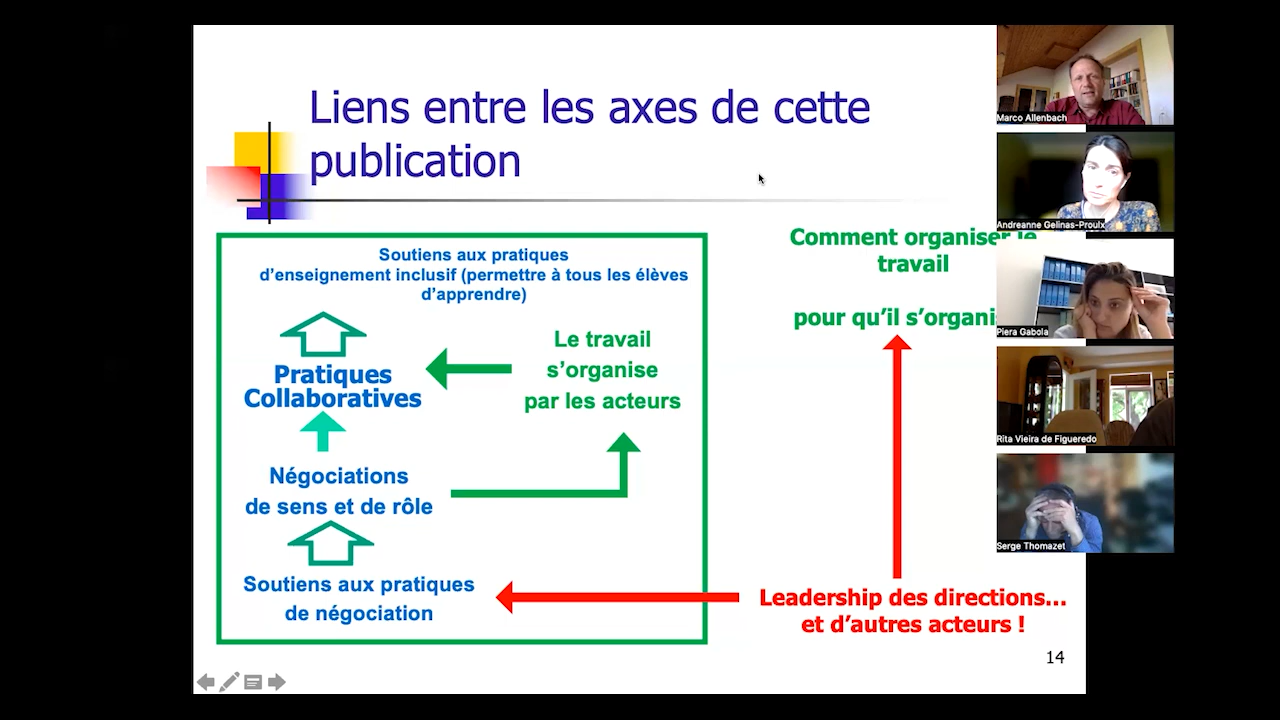 Liens entre les axes de cette
publication
Soutiens aux pratiques
d’enseignement inclusif (permettre à tous les élèves
d’apprendre)
Pratiques
Collaboratives
Le travail
s’organise
par les acteurs
Négociations
de sens et de rôle
Soutiens aux pratiques
de négociation
Comment organiser le
travail
pour qu’il s’organi
Leadership des directions...
et d’autres acteurs !
14
Marco Allenbach
Andreanne Gelinas-Proulx
Piera Gabola
Rita Vieira de Figueredo
Serge Thomazet